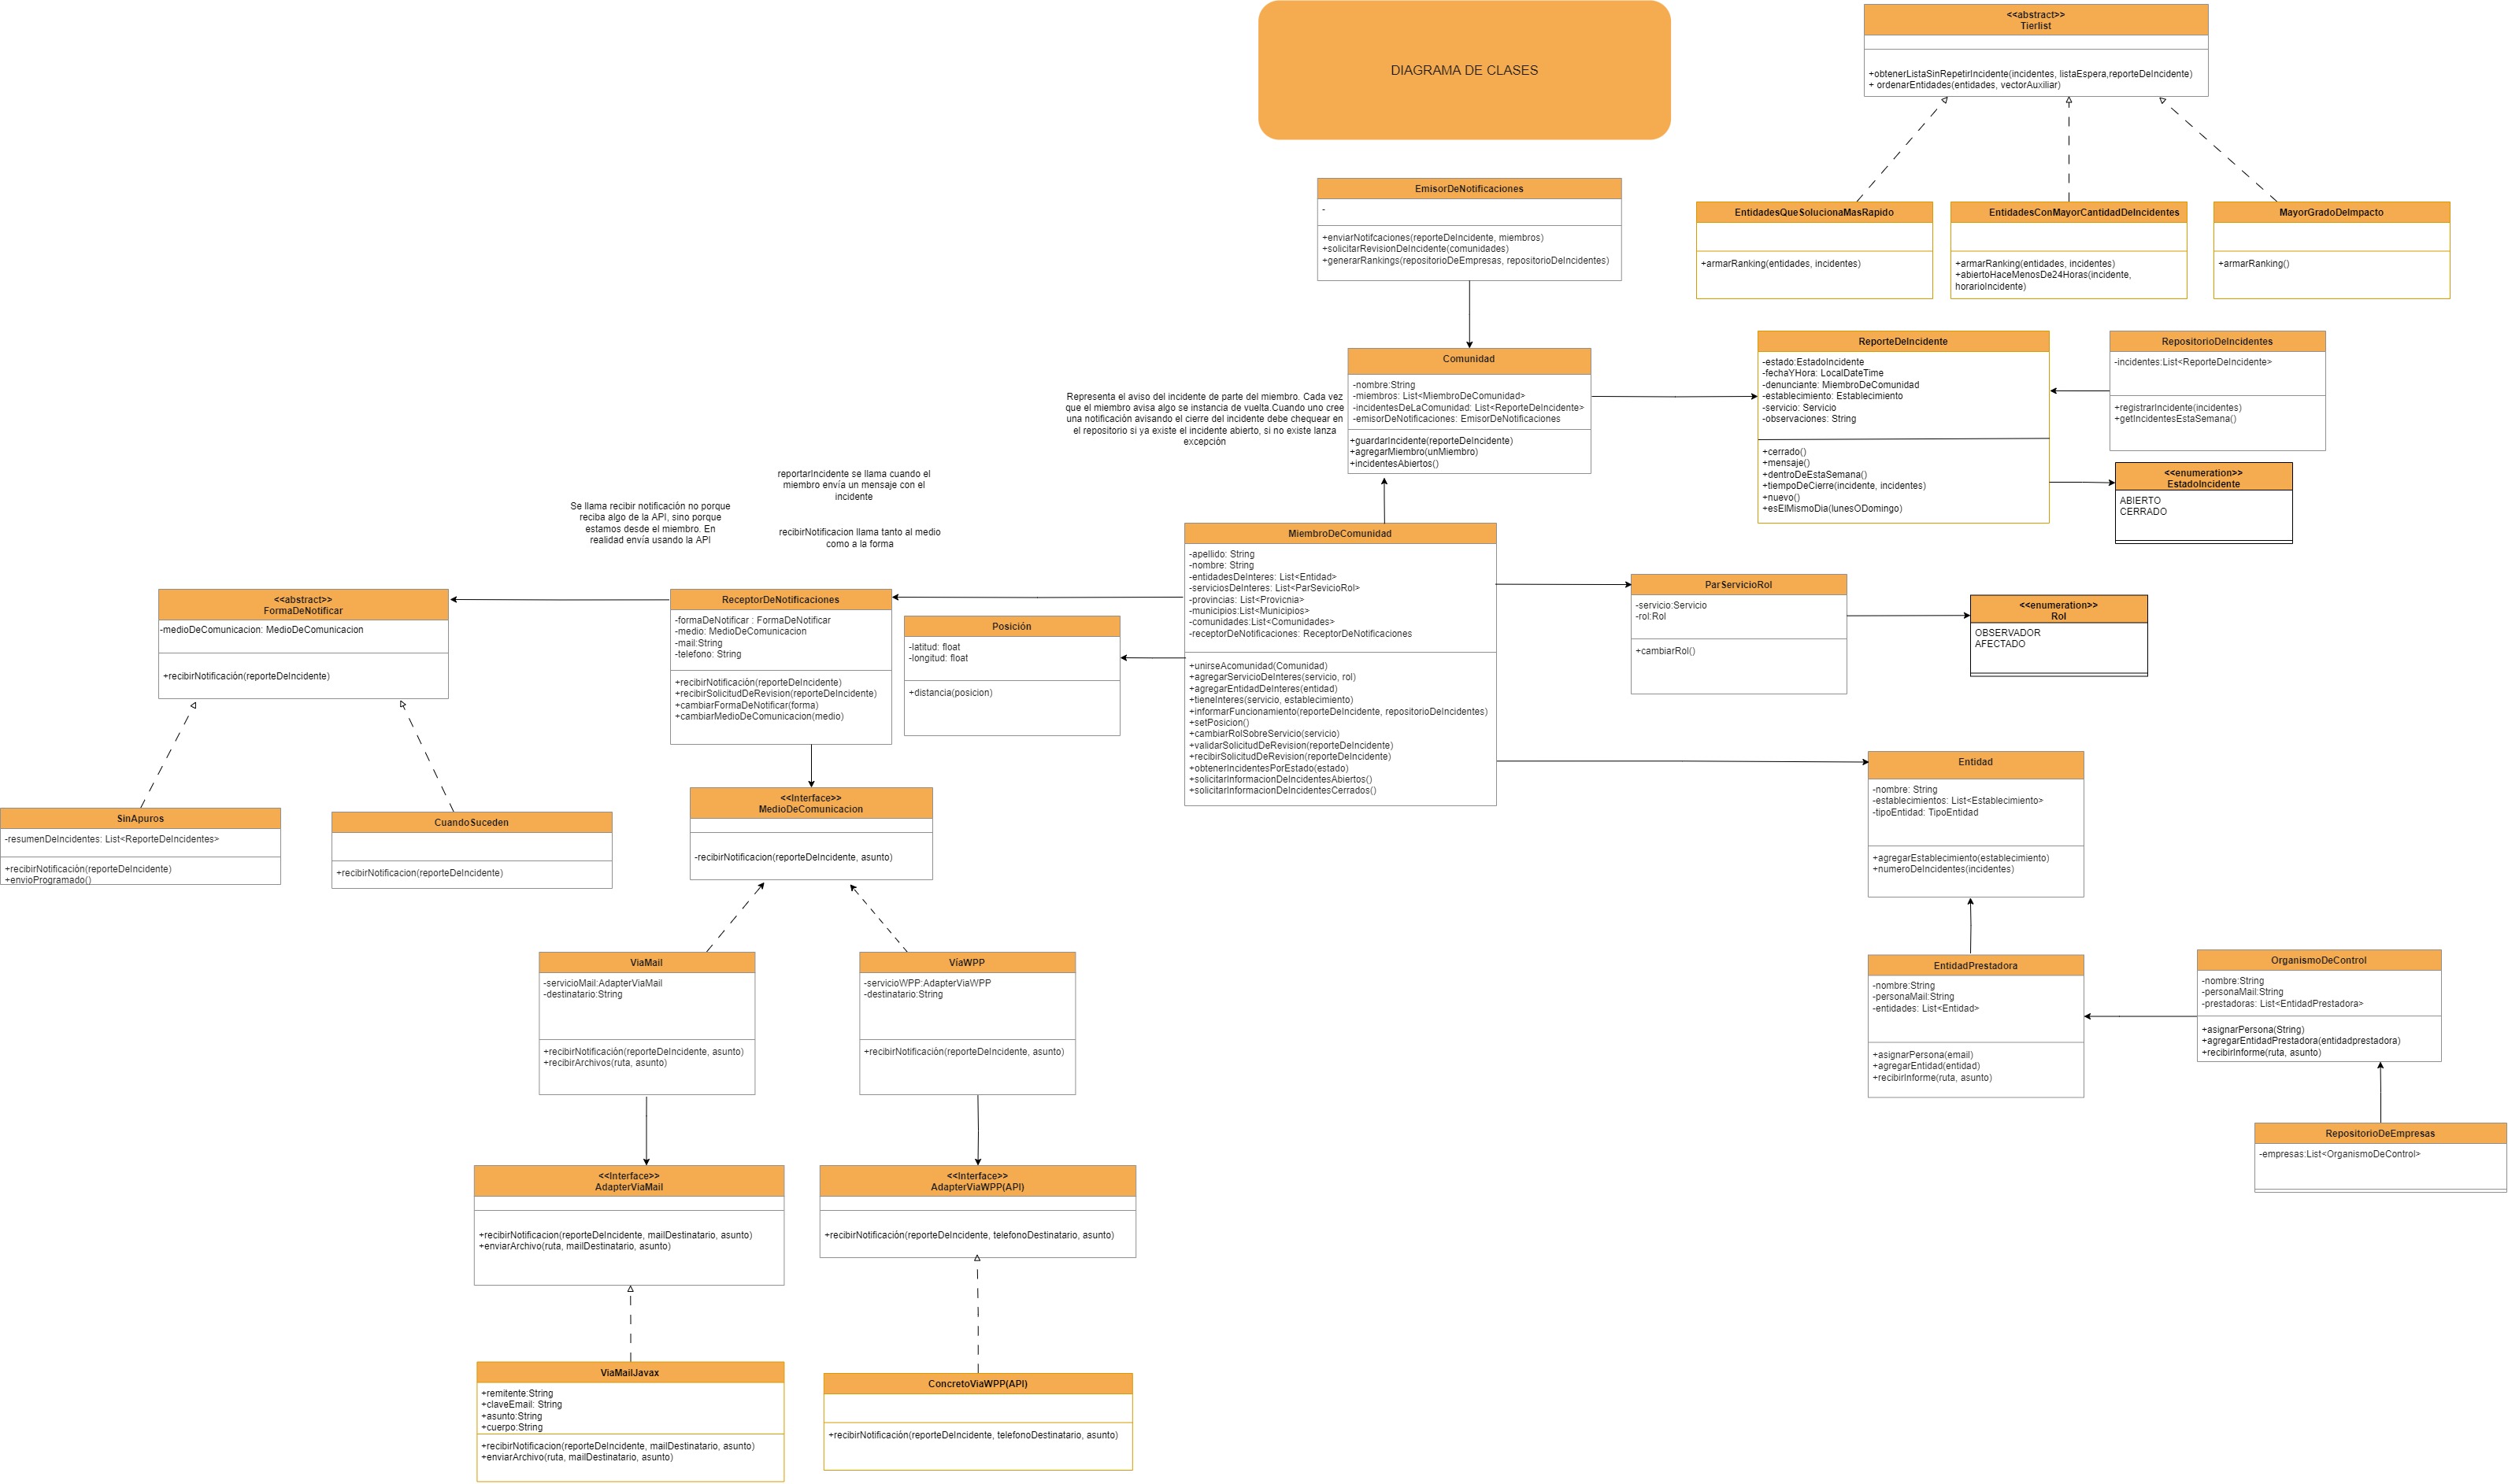 DIAGRAMA DE CLASES
<<abstract>>
Tierlist
+obtenerListaSinRepetirIncidente(incidentes, listaEspera,reporteDeIncidente)
+ ordenarEntidades(entidades, vectorAuxiliar)
EmisorDeNotificaciones
-
+enviarNotifcaciones(reporteDeIncidente, miembros)
+solicitarRevisionDeIncidente(comunidades)
+generarRankings(repositorioDeEmpresas, repositorioDeIncidentes)
EntidadesQueSolucionaMasRapido
+armarRanking(entidades, incidentes)
EntidadesConMayorCantidadDeIncidentes
+armarRanking(entidades, incidentes)
+abiertoHaceMenosDe24Horas(incidente,
horarioIncidente)
MayorGradoDeImpacto
+armarRanking()
Comunidad
-nombre:String
-miembros: List<MiembroDeComunidad>
-incidentesDeLaComunidad: List<ReporteDeIncidente>
-emisorDeNotificaciones: EmisorDeNotificaciones
+guardarIncidente(reporteDeIncidente)
+agregarMiembro(unMiembro)
+incidentesAbiertos()
ReporteDeIncidente
-estado:EstadoIncidente
-fechaYHora: LocalDateTime
-denunciante: MiembroDeComunidad
-establecimiento: Establecimiento
-servicio: Servicio
-observaciones: String
+cerrado()
+mensaje()
+dentroDeEstaSemana()
+tiempoDeCierre(incidente, incidentes)
+nuevo()
+esElMismoDia(lunesODomingo)
RepositorioDeIncidentes
-incidentes:List<ReporteDeIncidente>
+registrarIncidente(incidentes)
+getIncidentesEstaSemana()
<<enumeration>>
EstadoIncidente
ABIERTO
CERRADO
Representa el aviso del incidente de parte del miembro. Cada vez
que el miembro avisa algo se instancia de vuelta.Cuando uno cree
una notificación avisando el cierre del incidente debe chequear en
el repositorio si ya existe el incidente abierto, si no existe lanza
excepción
reportarIncidente se llama cuando el
miembro envía un mensaje con el
incidente
Se llama recibir notificación no porque
reciba algo de la API, sino porque
estamos desde el miembro. En
realidad envía usando la API
recibirNotificacion llama tanto al medio
como a la forma
MiembroDeComunidad
-apellido: String
-nombre: String
-entidadesDeInteres: List<Entidad>
-serviciosDeInteres: List<ParSevicioRol>
-provincias: List<Provicnia>
-municipios:List<Municipios>
-comunidades:List<Comunidades>
-receptorDeNotificaciones: ReceptorDeNotificaciones
+unirseAcomunidad(Comunidad)
+agregarServicioDeInteres(servicio, rol)
+agregarEntidadDeInteres(entidad)
+tieneInteres(servicio, establecimiento)
+informarFuncionamiento(reporteDeIncidente, repositorioDeIncidentes)
+setPosicion()
+cambiarRolSobreServicio(servicio)
+validarSolicitudDeRevision(reporteDeIncidente)
+recibirSolicitudDeRevision(reporteDeIncidente)
+obtenerIncidentesPorEstado(estado)
+solicitarInformacionDeIncidentesAbiertos()
+solicitarInformacionDeIncidentesCerrados()
ParServicioRol
-servicio:Servicio
-rol:Rol
+cambiarRol()
<<enumeration>>
Rol
OBSERVADOR
AFECTADO
<<abstract>>
FormaDeNotificar
-medioDeComunicacion: MedioDeComunicacion
+recibirNotificación(reporteDeIncidente)
ReceptorDeNotificaciones
-formaDeNotificar : FormaDeNotificar
-medio: MedioDeComunicacion
-mail:String
-telefono: String
+recibirNotificación(reporteDeIncidente)
+recibirSolicitudDeRevision(reporteDeIncidente)
+cambiarFormaDeNotificar(forma)
+cambiarMedioDeComunicacion(medio)
Posición
-latitud: float
-longitud: float
+distancia(posicion)
SinApuros
-resumenDeIncidentes: List<ReporteDeIncidentes>
+recibirNotificación(reporteDeIncidente)
+envioProgramado()
CuandoSuceden
+recibirNotificacion(reporteDeIncidente)
<<Interface>>
MedioDeComunicacion
-recibirNotificacion(reporteDeIncidente, asunto)
Entidad
-nombre: String
-establecimientos: List<Establecimiento>
-tipoEntidad: TipoEntidad
+agregarEstablecimiento(establecimiento)
+numeroDeIncidentes(incidentes)
ViaMail
-servicioMail:AdapterViaMail
-destinatario:String
+recibirNotificación(reporteDeIncidente, asunto)
+recibirArchivos(ruta, asunto)
VíaWPP
-servicioWPP:AdapterViaWPP
-destinatario:String
+recibirNotificación(reporteDeIncidente, asunto)
EntidadPrestadora
-nombre:String
-personaMail:String
-entidades: List<Entidad>
+asignarPersona(email)
+agregarEntidad(entidad)
+recibirInforme(ruta, asunto)
OrganismoDeControl
-nombre:String
-personaMail:String
-prestadoras: List<EntidadPrestadora>
+asignarPersona(String)
+agregarEntidadPrestadora(entidadprestadora)
+recibirInforme(ruta, asunto)
RepositorioDeEmpresas
-empresas:List<OrganismoDeControl>
<<Interface>>
AdapterViaMail
+recibirNotificacion(reporteDeIncidente, mailDestinatario, asunto)
+enviarArchivo(ruta, mailDestinatario, asunto)
<<Interface>>
AdapterViaWPP(API)
+recibirNotificación(reporteDeIncidente, telefonoDestinatario, asunto)
ViaMailJavax
+remitente:String
+claveEmail: String
+asunto:String
+cuerpo:String
+recibirNotificacion(reporteDeIncidente, mailDestinatario, asunto)
+enviarArchivo(ruta, mailDestinatario, asunto)
ConcretoViaWPP(API)
+recibirNotificación(reporteDeIncidente, telefonoDestinatario, asunto)